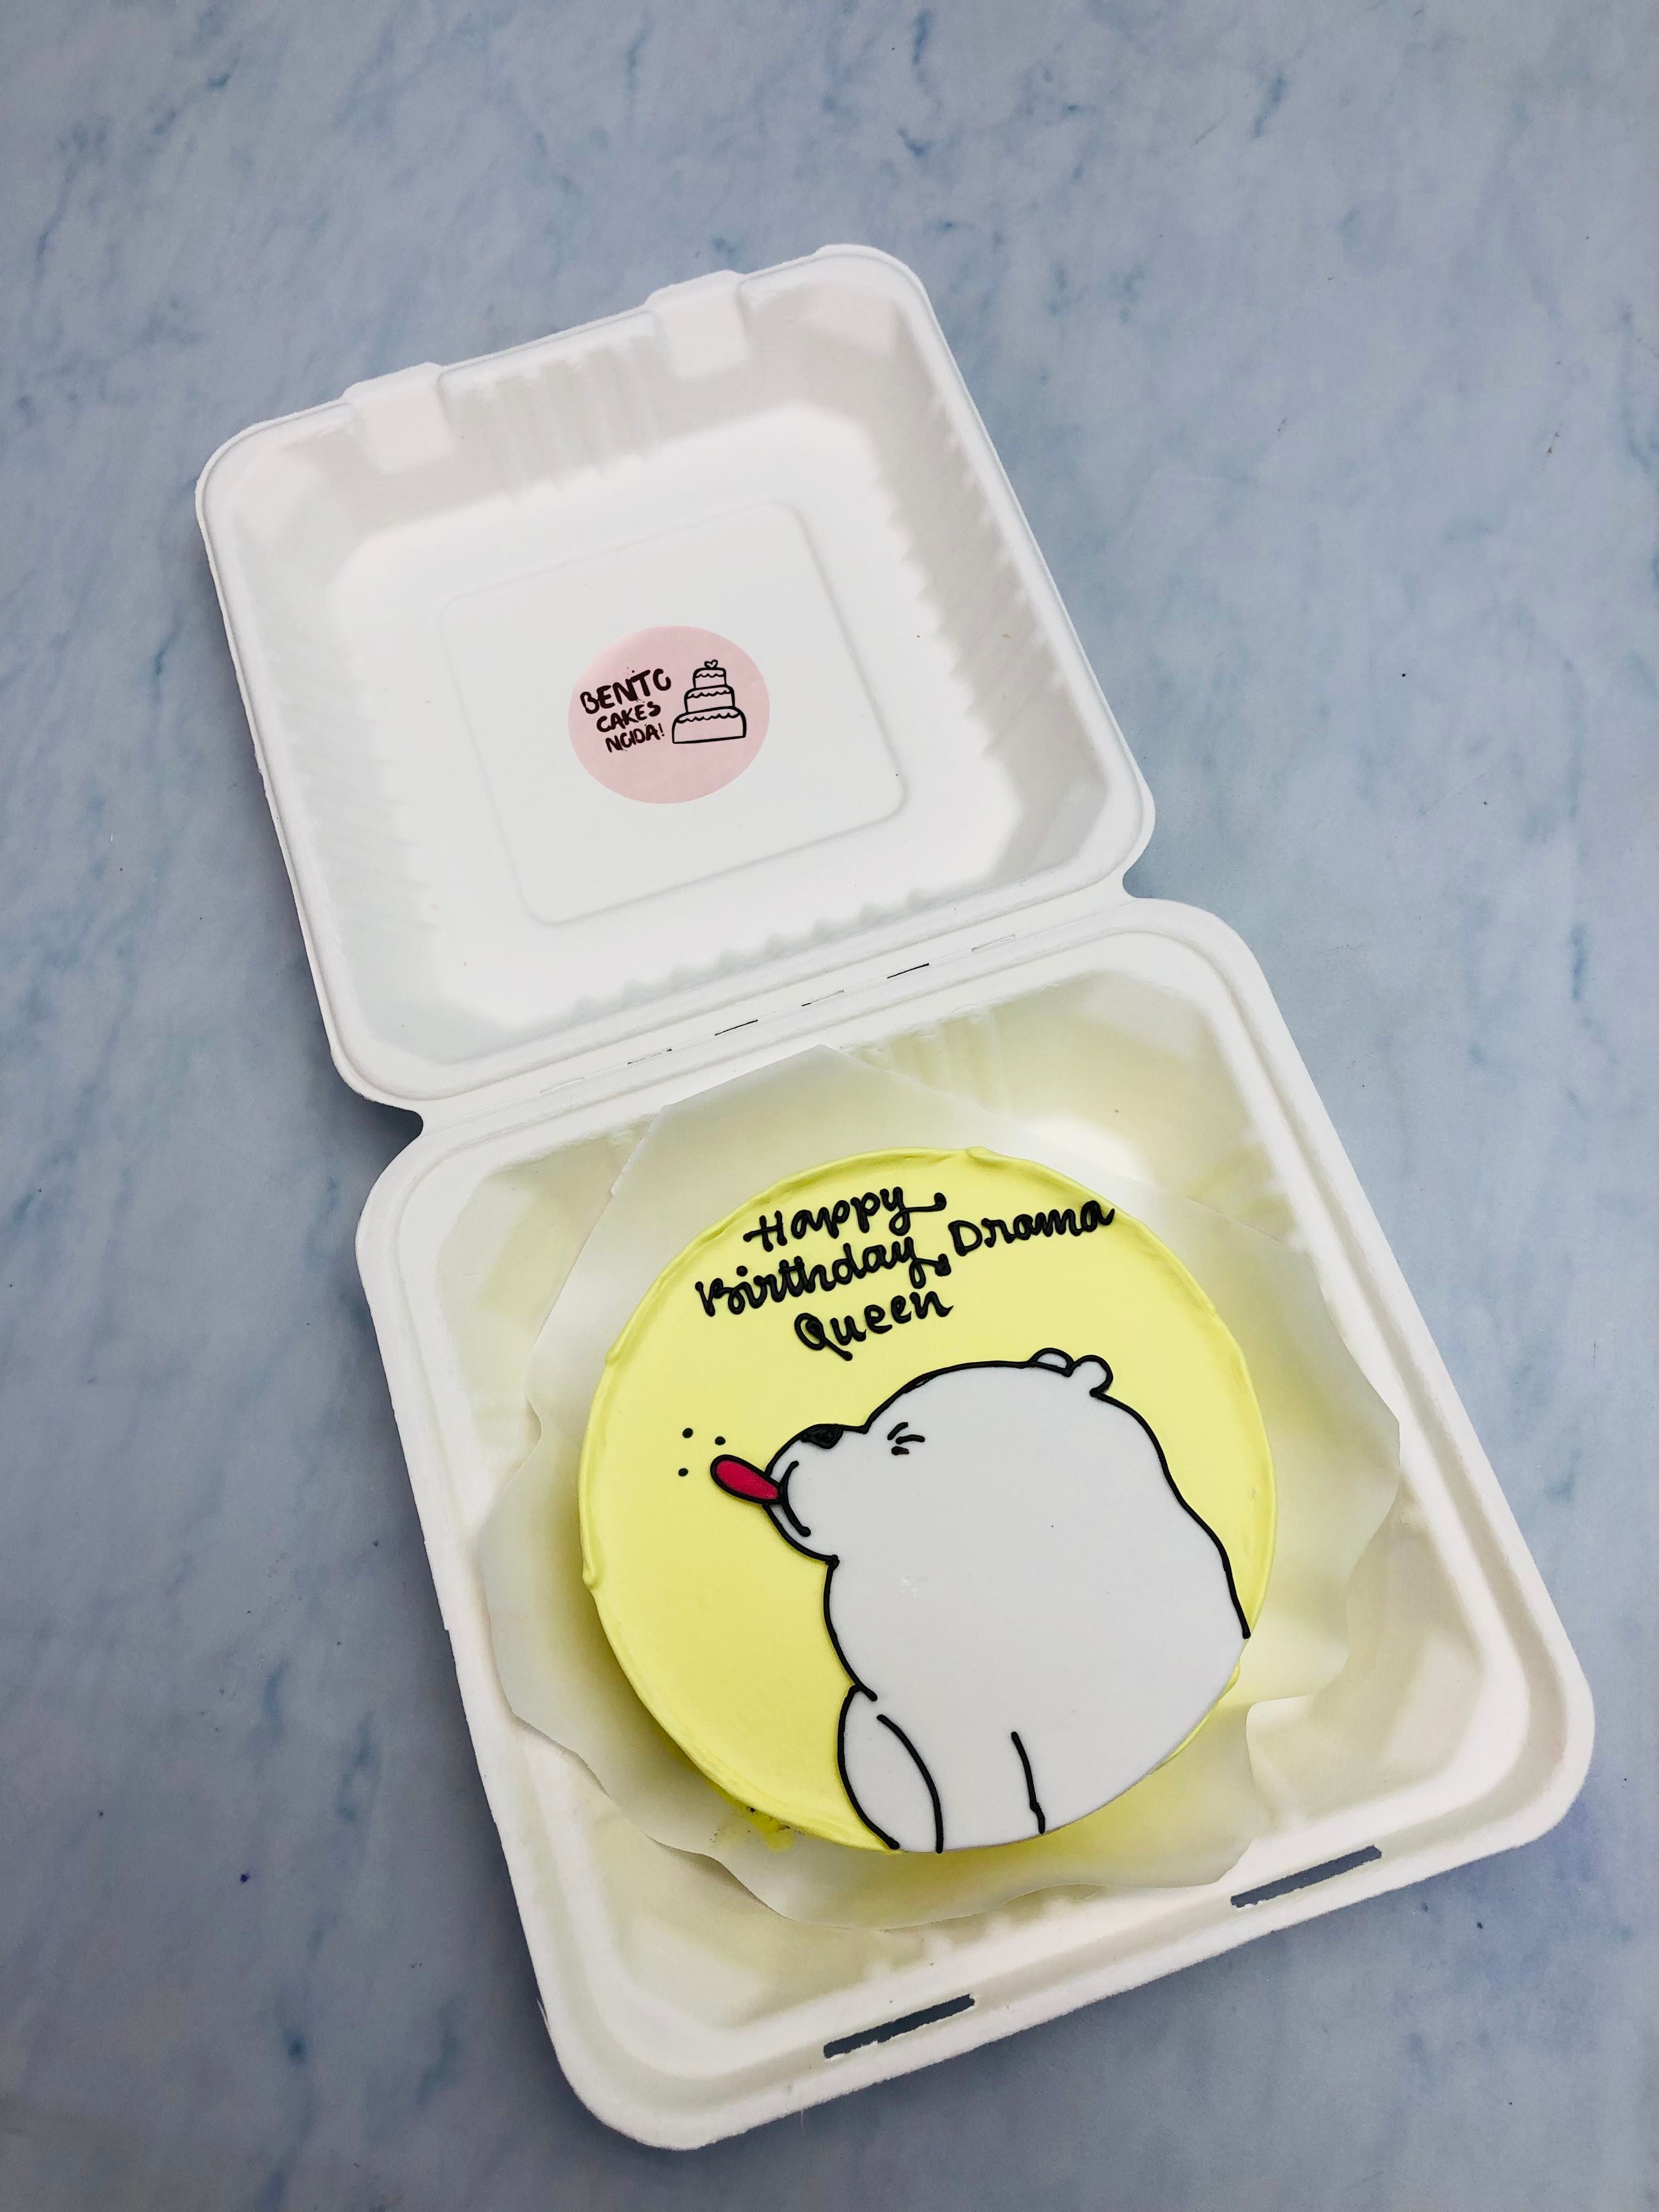 BENTO
CAKES
NOIDA!
Happy
Birthday Drama
Queen